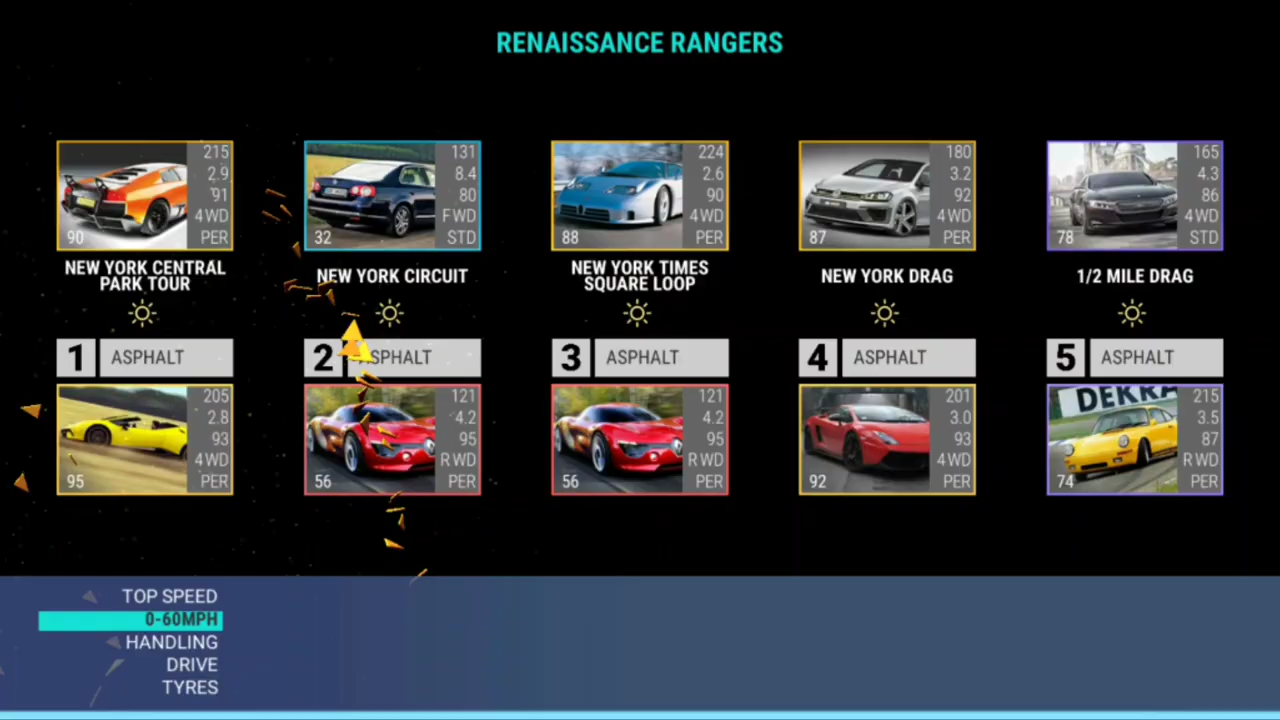 RENAISSANCE RANGERS
215
2.9
91
4WD
90 PER
131
8.4
80
FWD
32 STD
224
2.6
90
4WD
88 PER
180
3.2
92
4WD
87 PER
165
4.3
86
4WD
78 STD
NEW YORK CENTRAL
PARK TOUR
NEW YORK CIRCUIT
NEW YORK TIMES
SQUARE LOOP
NEW YORK DRAG
1/2 MILE DRAG
1 ASPHALT
2 ASPHALT
3 ASPHALT
4 ASPHALT
5 ASPHALT
205
2.8
93
4WD
95 PER
121
4.2
95
RWD
56 PER
121
4.2
95
RWD
56 PER
201
3.0
93
4WD
92 PER
DEKRA
215
3.5
87
RWD
74 PER
TOP SPEED
0-60MPH
HANDLING
DRIVE
TYRES